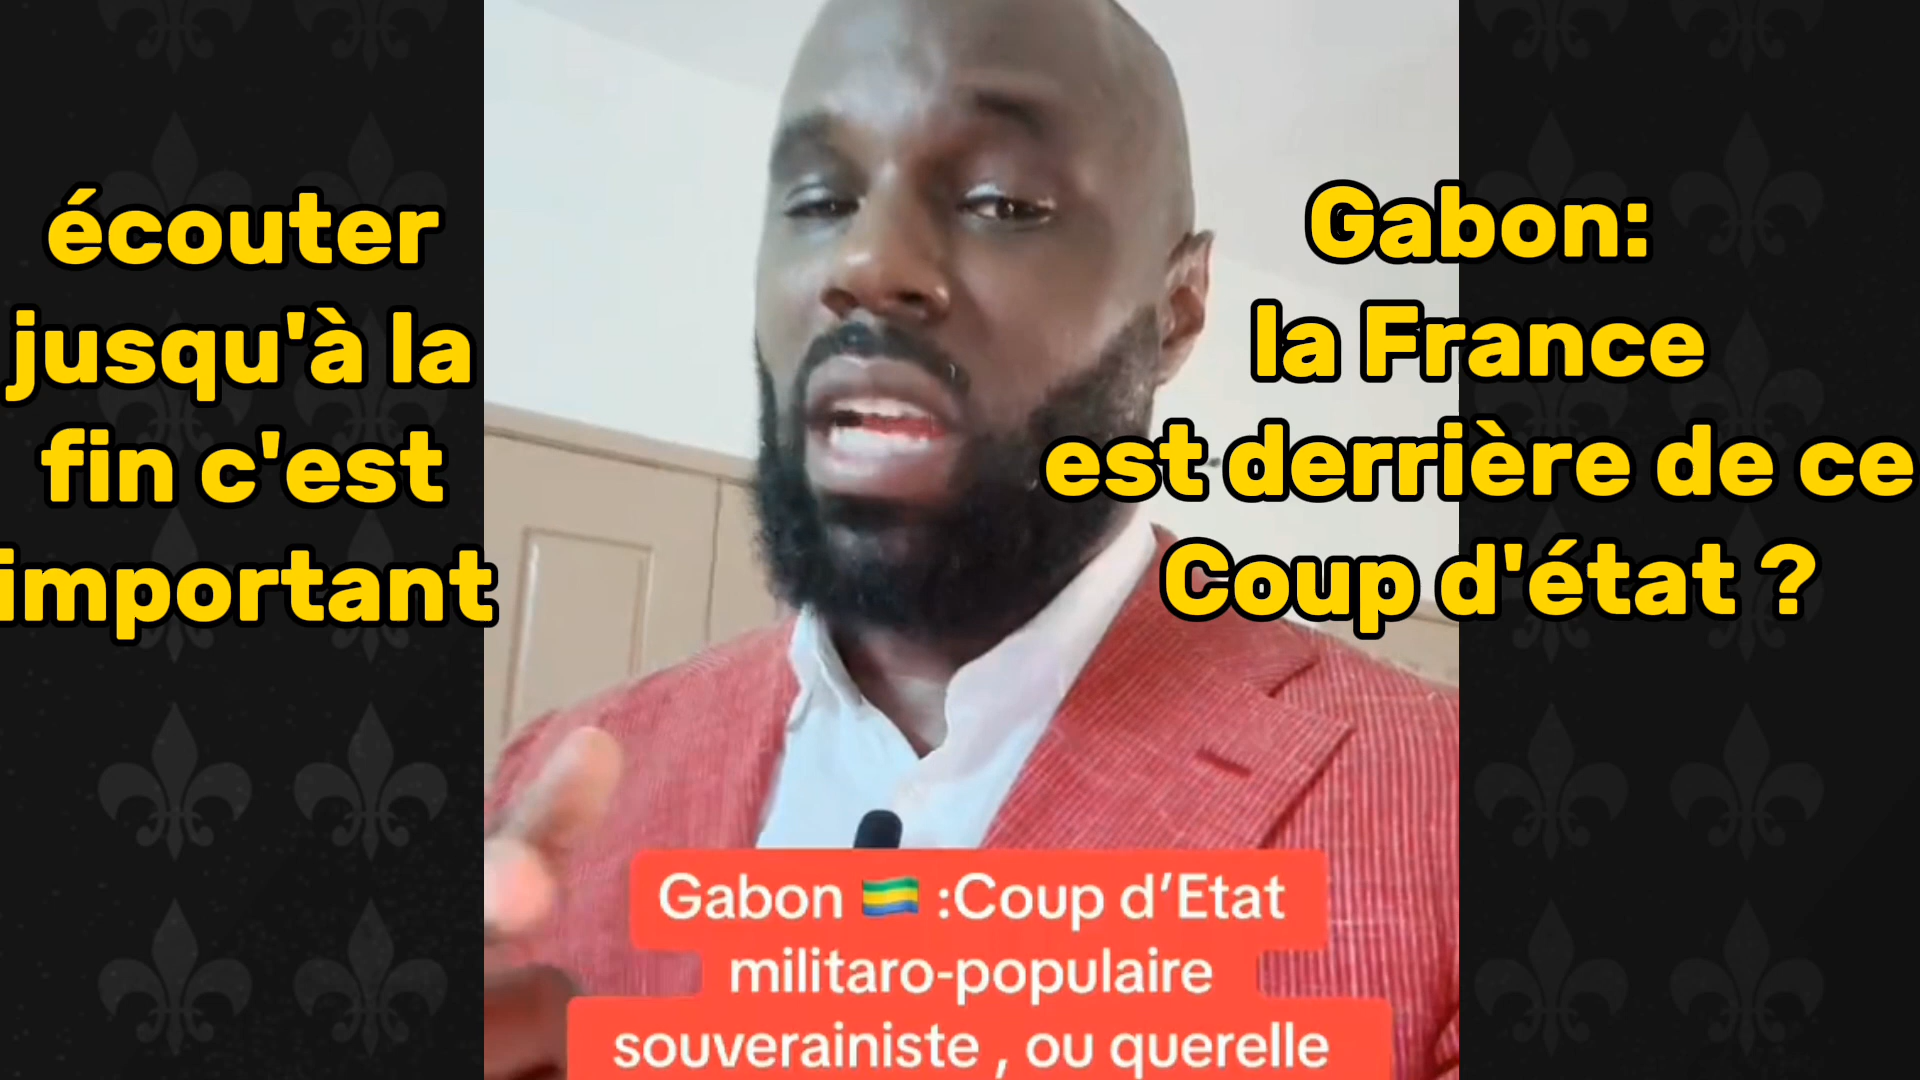 écouter
jusqu'à la
fin c'est
important
Gabon:
la France
est derrière de ce
Coup d'état ?
Gabon 🇬🇦 :Coup d’Etat
militaro-populaire
souverainiste , ou querelle